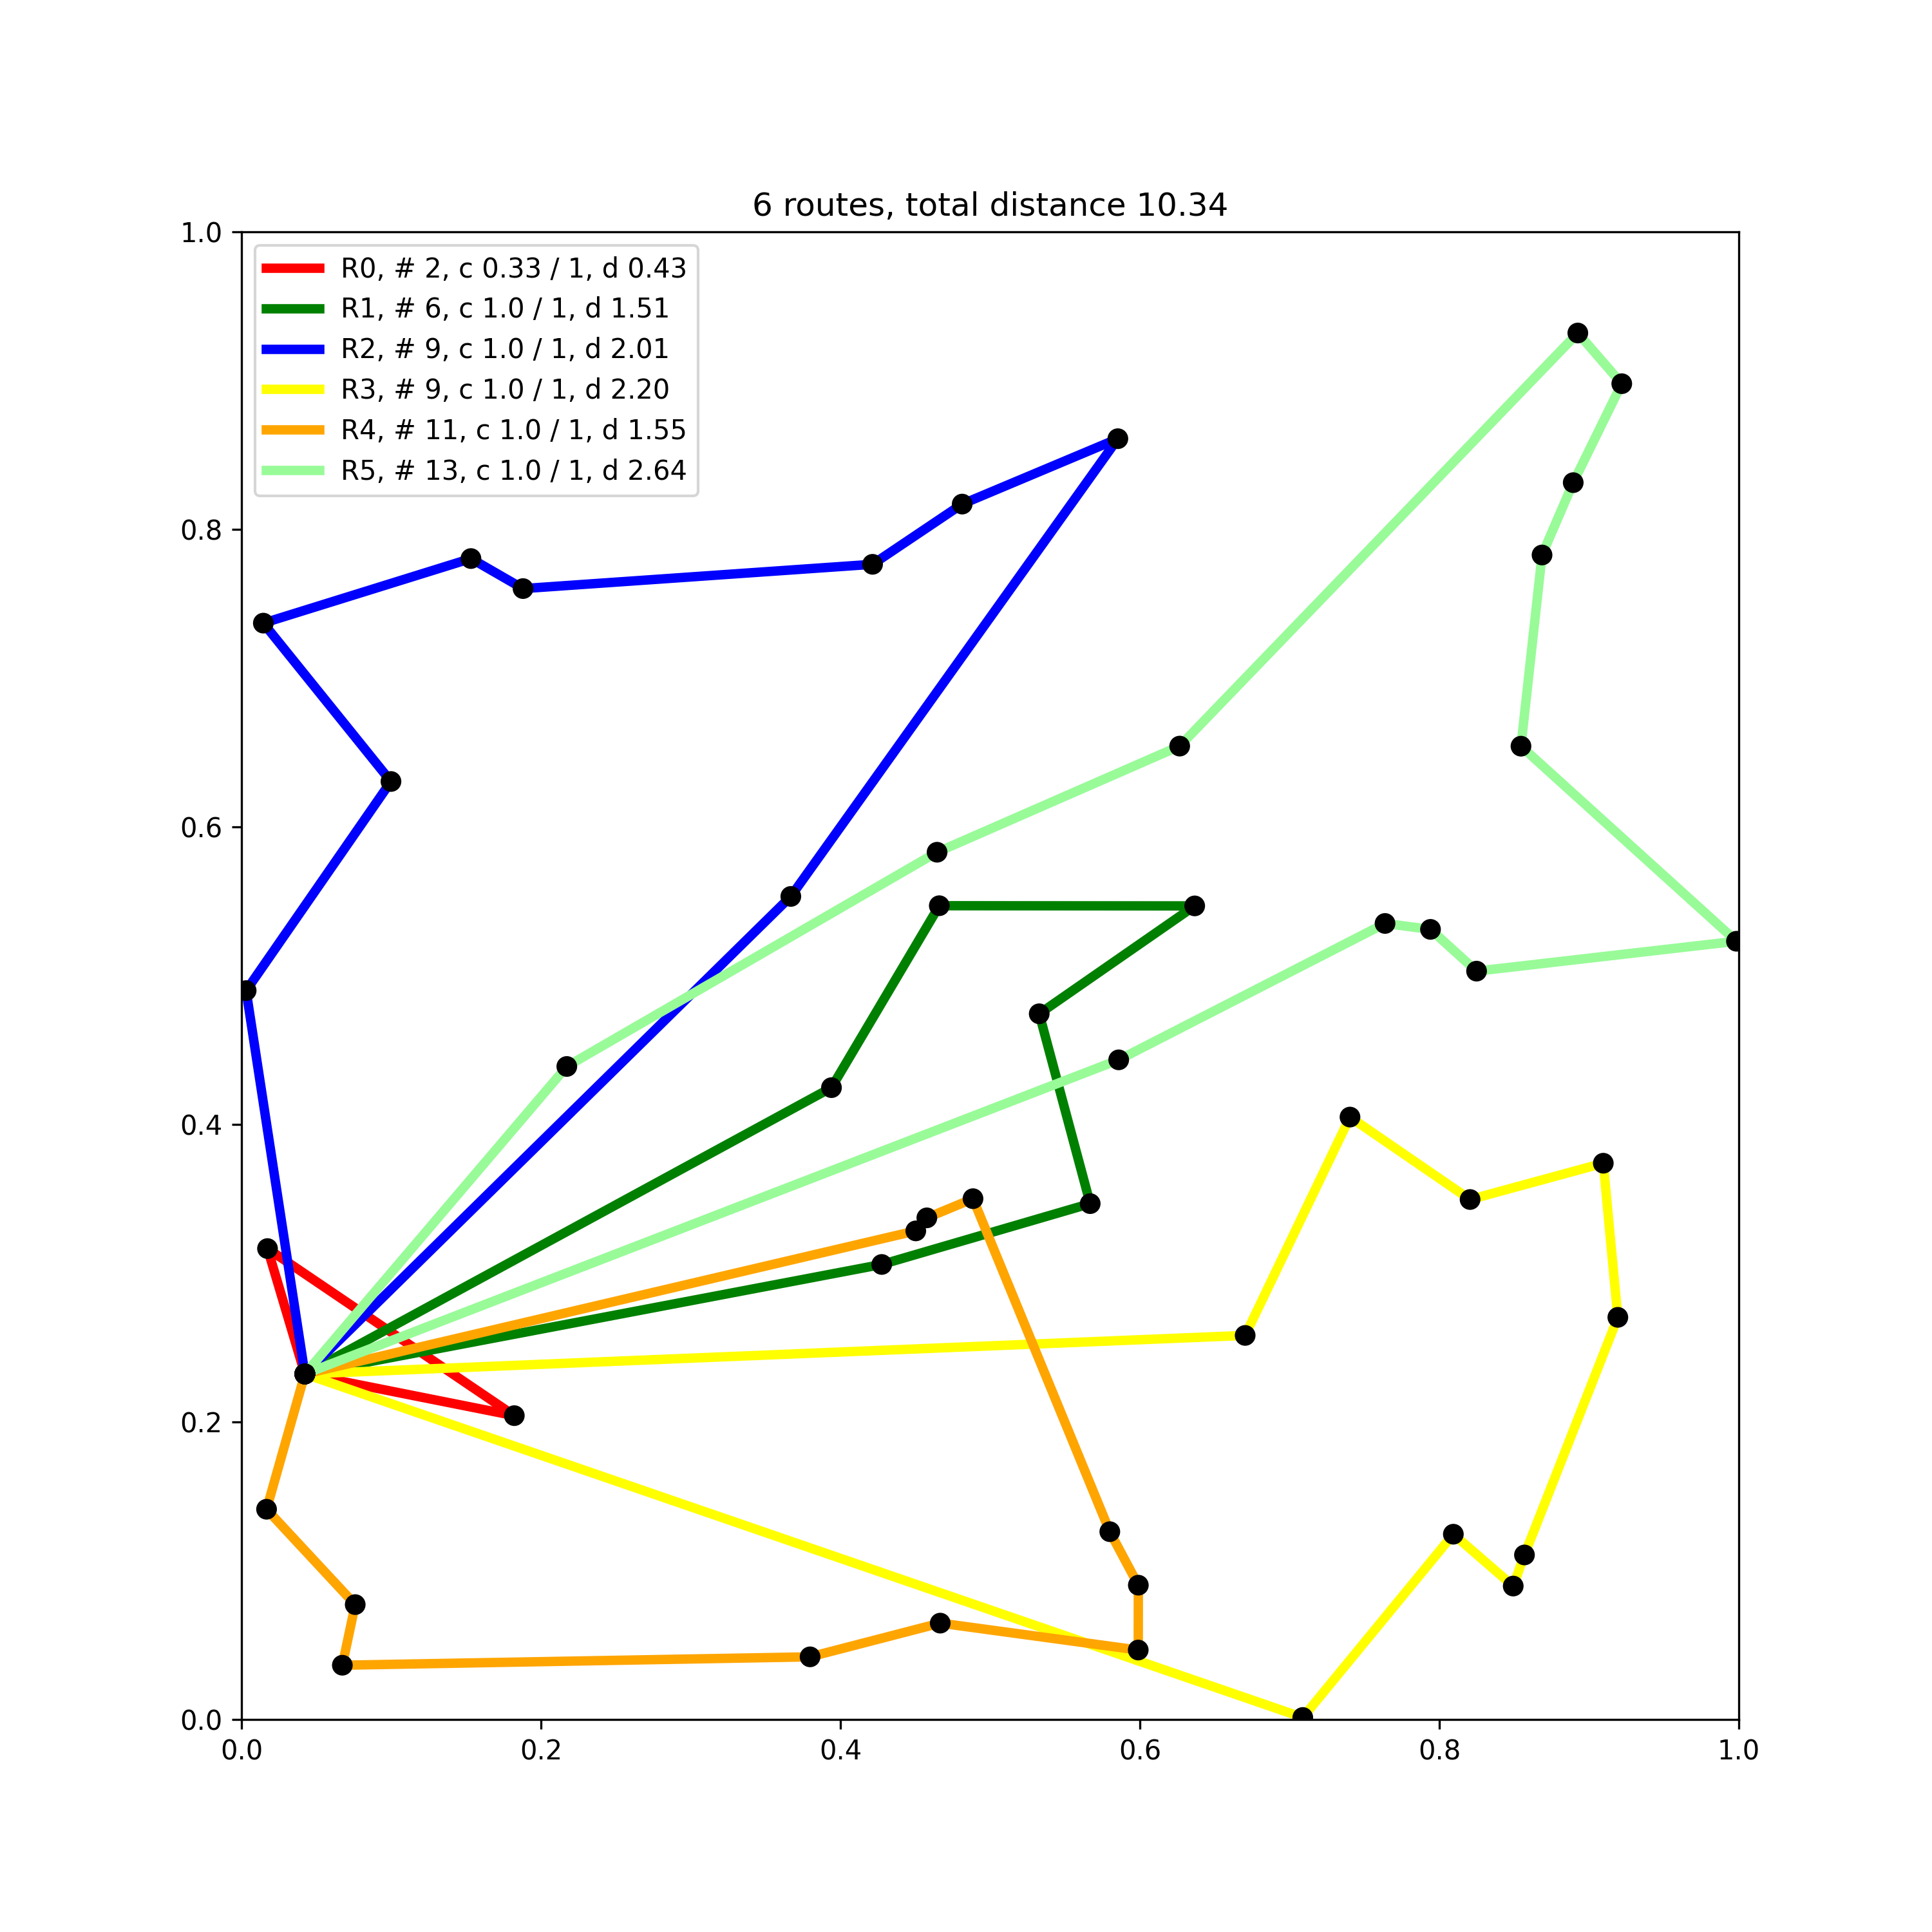 6 routes, total distance 10.34
1.0
R0, # 2, c 0.33 / 1, d 0.43
R1, # 6, c 1.0 / 1, d 1.51
R2, # 9, c 1.0 / 1, d 2.01
R3, # 9, c 1.0 / 1, d 2.20
R4, # 11, c 1.0 / 1, d 1.55
R5, # 13, c 1.0 / 1, d 2.64
0.8
0.6
0.4
0.2
0.0
0.0 0.2 0.4 0.6 0.8 1.0